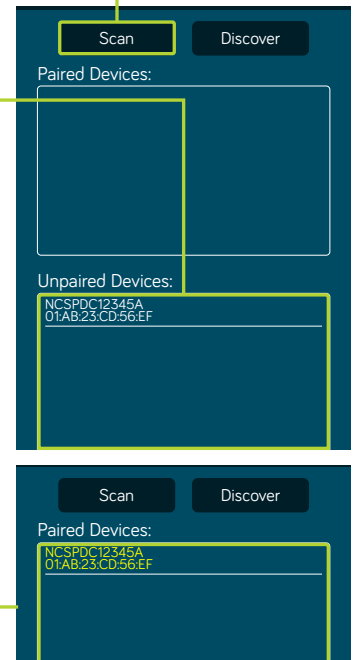 Scan Discover
Paired Devices:
Unpaired Devices:
NCSPDC12345A
01:AB:23:CD:56:EF
Scan Discover
Paired Devices:
NCSPDC12345A
01:AB:23:CD:56:EF